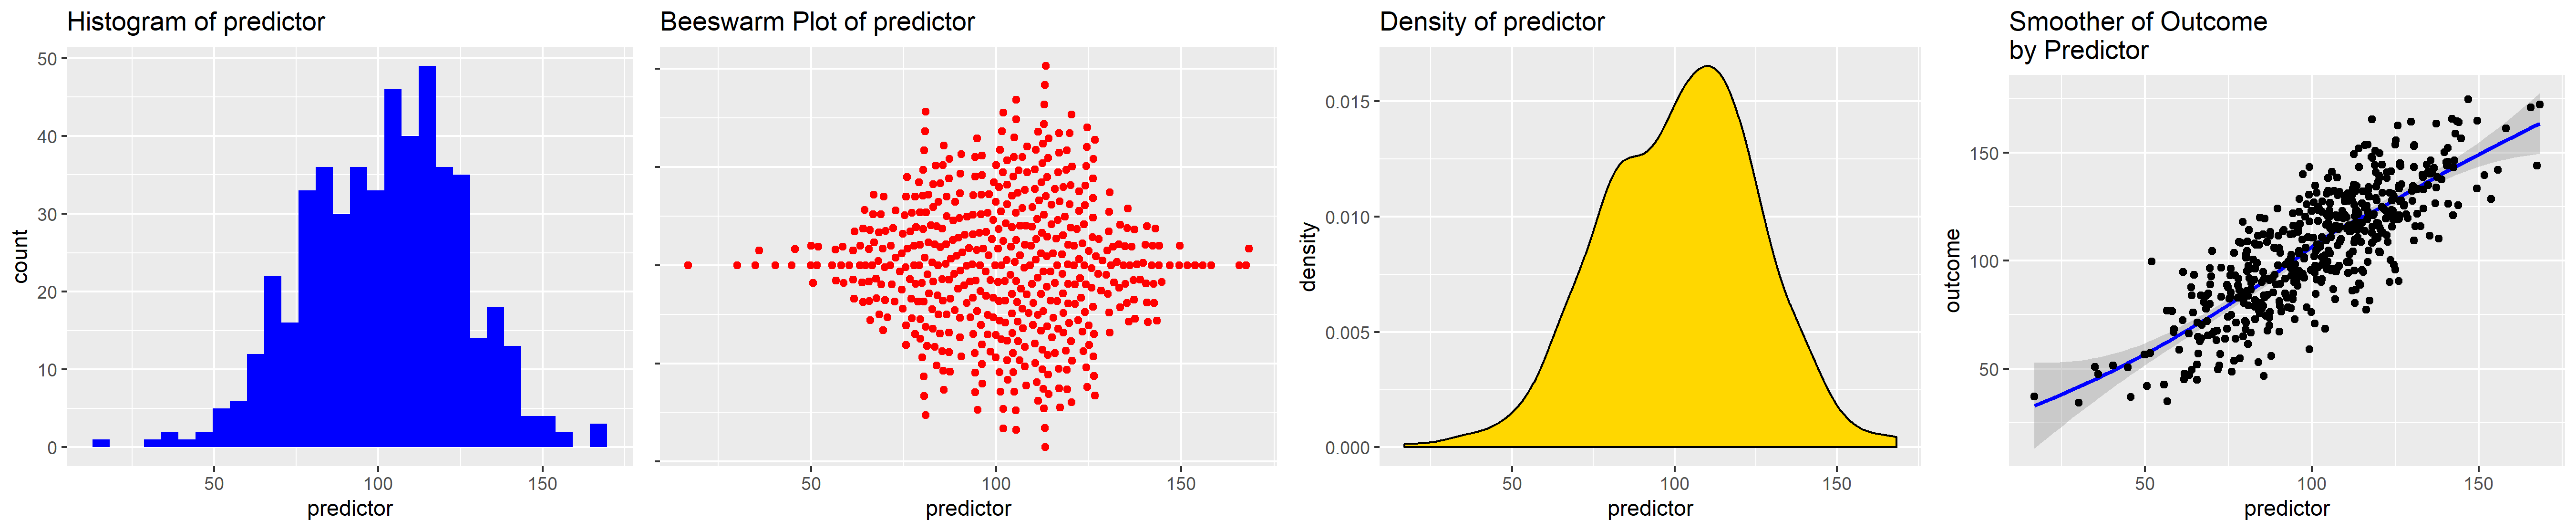 Histogram of predictor
50
40
30
20
10
0
count
50 100 150
predictor
Beeswarm Plot of predictor
50 100 150
predictor
Density of predictor
0.015
0.010
0.005
0.000
density
50 100 150
predictor
Smoother of Outcome
by Predictor
150
100
50
outcome
50 100 150
predictor